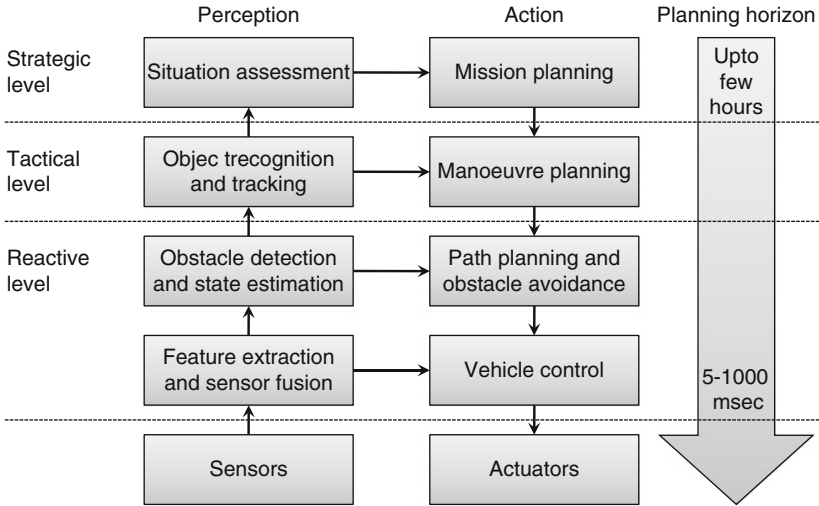 Perception
Action
Planning horizon
Strategic
level
Situation assessment
Mission planning
Upto
few
hours
Tactical
level
Objec trecognition
and tracking
Manoeuvre planning
Reactive
level
Obstacle detection
and state estimation
Path planning and
obstacle avoidance
Feature extraction
and sensor fusion
Vehicle control
5-1000
msec
Sensors
Actuators